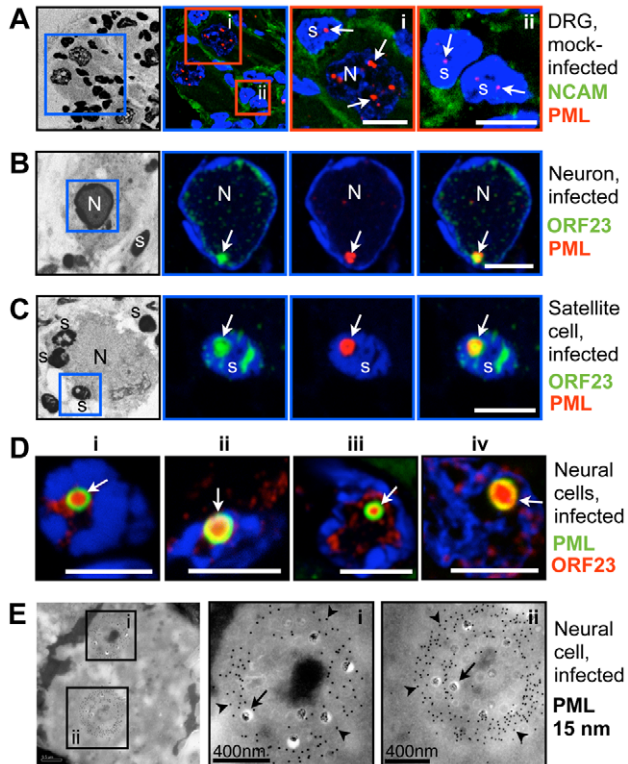 A
i
ii
i
s
N
ii
s
s
DRG,
mock-
infected
NCAM
PML
B
N
s
N
N
N
Neuron,
infected
ORF23
PML
C
s
s
N
s
s
s
s
Satellite
cell,
infected
ORF23
PML
D
i
ii
iii
iv
Neural
cells,
infected
PML
ORF23
E
i
ii
i
400nm
ii
400nm
Neural
cell,
infected
PML
15 nm